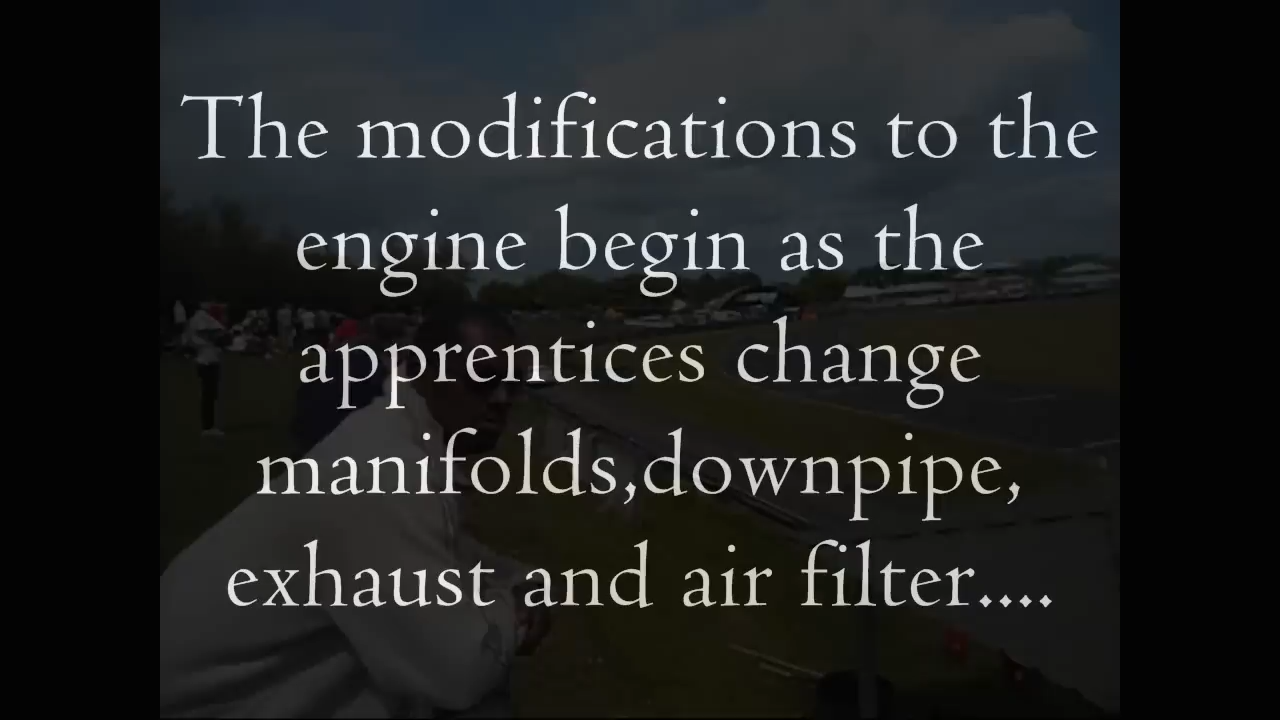 The modifications to the
engine begin as the
apprentices change
manifolds,downpipe,
exhaust and air filter....